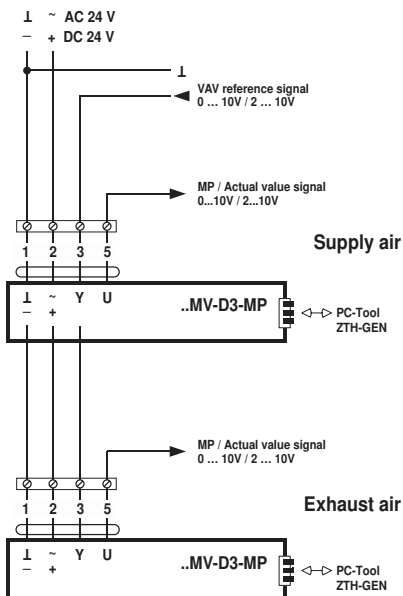 ⊥ ~ AC 24 V
– + DC 24 V
⊥
VAV reference signal
0 ... 10V / 2 ... 10V
MP / Actual value signal
0...10V / 2...10V
Supply air
1 2 3 5
⊥ ~ Y U
– +
..MV-D3-MP
PC-Tool
ZTH-GEN
MP / Actual value signal
0 ... 10V / 2 ... 10V
Exhaust air
1 2 3 5
⊥ ~ Y U
– +
..MV-D3-MP
PC-Tool
ZTH-GEN